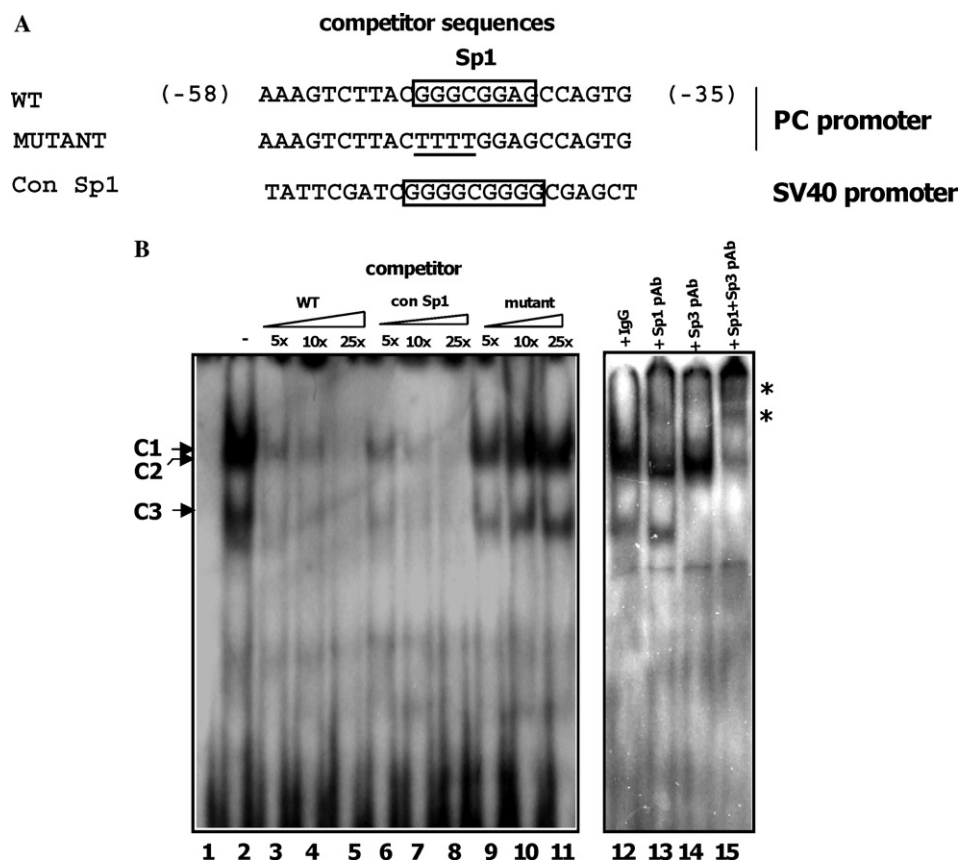 A
competitor sequences
Sp1
WT (-58) AAAGTCTTACGGGCGGAGCCAGTG (-35)
MUTANT AAAGTCTTACTTTTGGAGCCAGTG
PC promoter
Con Sp1 TATTCGATCGGGGCGGGGCGAGCT SV40 promoter
B
competitor
WT con Sp1 mutant
- 5x 10x 25x 5x 10x 25x 5x 10x 25x
+IgG
+Sp1 pAb
+Sp3 pAb
+Sp1+Sp3 pAb
*
*
C1
C2
C3
1 2 3 4 5 6 7 8 9 10 11 12 13 14 15